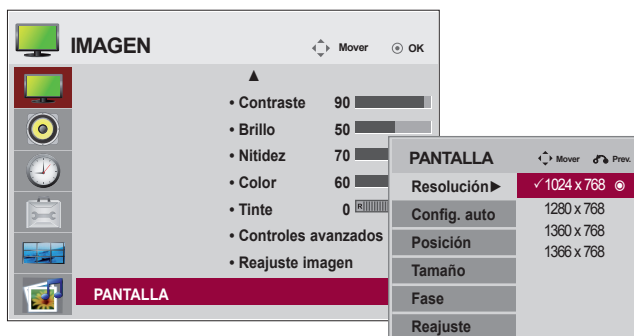 IMAGEN
Mover
OK
• Contraste 90
• Brillo 50
• Nitidez 70
• Color 60
• Tinte 0 R
• Controles avanzados
• Reajuste imagen
PANTALLA
PANTALLA
Mover
Prev.
Resolución►
✓1024 x 768
1280 x 768
1360 x 768
1366 x 768
Config. auto
Posición
Tamaño
Fase
Reajuste